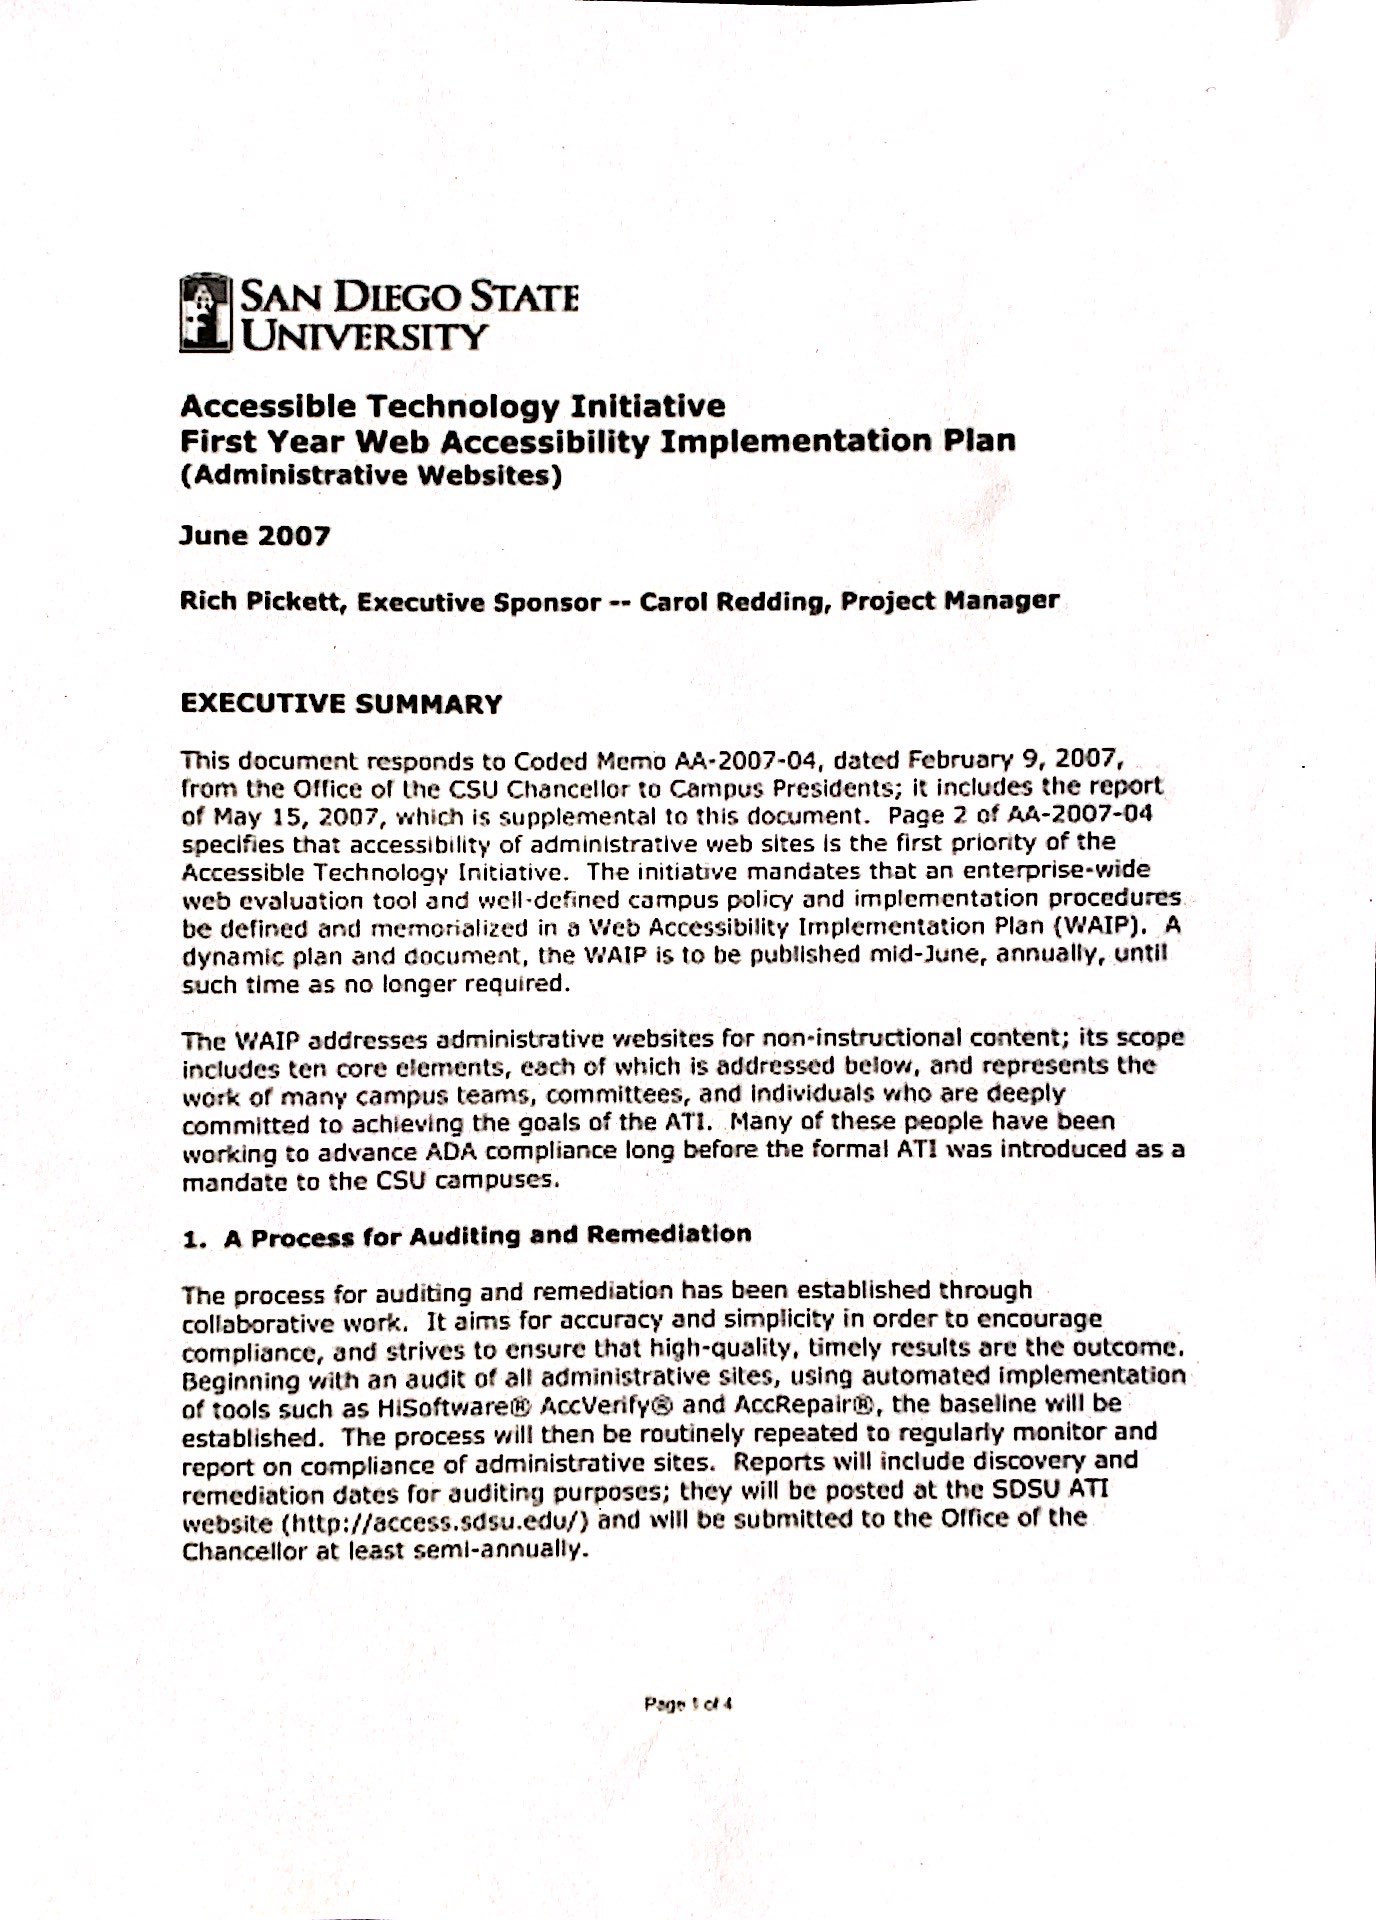 SAN DIEGO STATE
UNIVERSITY
Accessible Technology Initiative
First Year Web Accessibility Implementation Plan
(Administrative Websites)
June 2007
Rich Pickett, Executive Sponsor -- Carol Redding, Project Manager
EXECUTIVE SUMMARY
This document responds to Coded Memo AA-2007-04, dated February 9, 2007,
from the Office of the CSU Chancellor to Campus Presidents; it includes the report
of May 15, 2007, which is supplemental to this document. Page 2 of AA-2007-04
specifies that accessibility of administrative web sites is the first priority of the
Accessible Technology Initiative. The initiative mandates that an enterprise-wide
web evaluation tool and well-defined campus policy and implementation procedures
be defined and memorialized in a Web Accessibility Implementation Plan (WAIP). A
dynamic plan and document, the WAIP is to be published mid-June, annually, until
such time as no longer required.
The WAIP addresses administrative websites for non-instructional content; its scope
includes ten core elements, each of which is addressed below, and represents the
work of many campus teams, committees, and individuals who are deeply
committed to achieving the goals of the ATI. Many of these people have been
working to advance ADA compliance long before the formal ATI was introduced as a
mandate to the CSU campuses.
1. A Process for Auditing and Remediation
The process for auditing and remediation has been established through
collaborative work. It aims for accuracy and simplicity in order to encourage
compliance, and strives to ensure that high-quality, timely results are the outcome.
Beginning with an audit of all administrative sites, using automated implementation
of tools such as HiSoftware® AccVerify® and AccRepair®, the baseline will be
established. The process will then be routinely repeated to regularly monitor and
report on compliance of administrative sites. Reports will include discovery and
remediation dates for auditing purposes; they will be posted at the SDSU ATI
website (http://access.sdsu.edu/) and will be submitted to the Office of the
Chancellor at least semi-annually.
Page 1 of 4